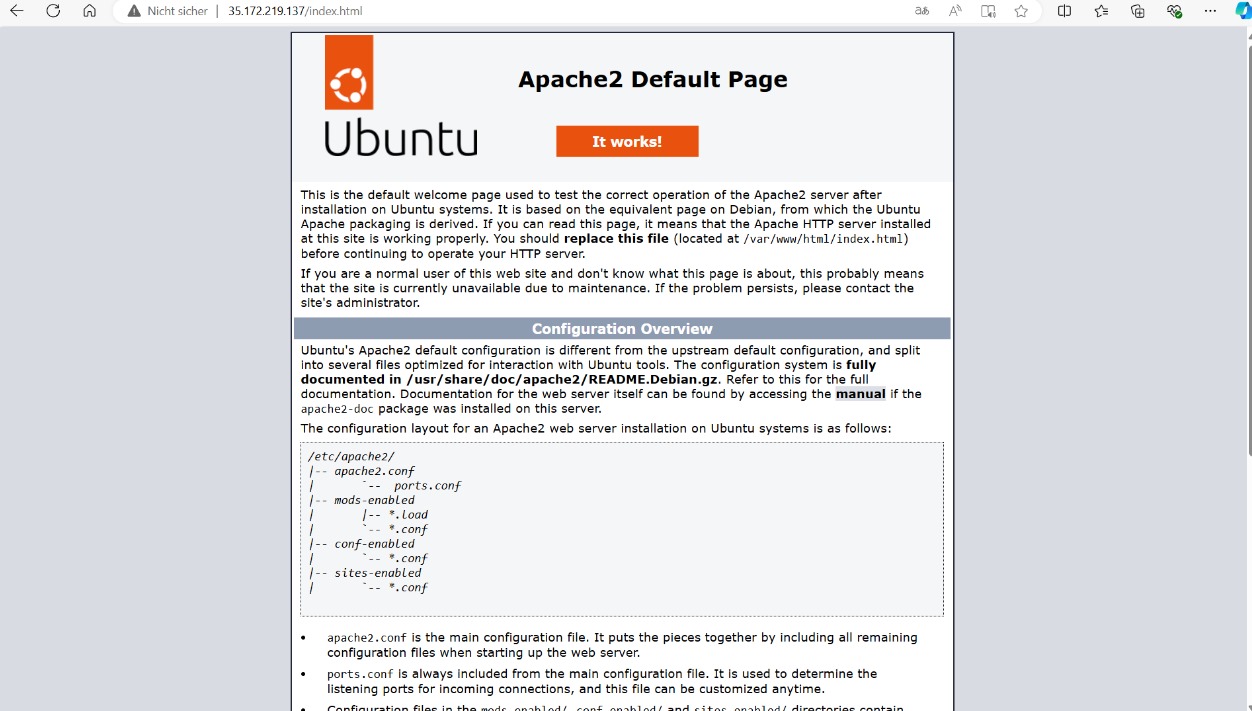 Nicht sicher | 35.172.219.137/index.html
Apache2 Default Page
Ubuntu
It works!
This is the default welcome page used to test the correct operation of the Apache2 server after
installation on Ubuntu systems. It is based on the equivalent page on Debian, from which the Ubuntu
Apache packaging is derived. If you can read this page, it means that the Apache HTTP server installed
at this site is working properly. You should replace this file (located at /var/www/html/index.html)
before continuing to operate your HTTP server.
If you are a normal user of this web site and don't know what this page is about, this probably means
that the site is currently unavailable due to maintenance. If the problem persists, please contact the
site's administrator.
Configuration Overview
Ubuntu's Apache2 default configuration is different from the upstream default configuration, and split
into several files optimized for interaction with Ubuntu tools. The configuration system is fully
documented in /usr/share/doc/apache2/README.Debian.gz. Refer to this for the full
documentation. Documentation for the web server itself can be found by accessing the manual if the
apache2-doc package was installed on this server.
The configuration layout for an Apache2 web server installation on Ubuntu systems is as follows:
/etc/apache2/
|-- apache2.conf
|       `--  ports.conf
|-- mods-enabled
|       |-- *.load
|       `-- *.conf
|-- conf-enabled
|       `-- *.conf
|-- sites-enabled
|       `-- *.conf
• apache2.conf is the main configuration file. It puts the pieces together by including all remaining
configuration files when starting up the web server.
• ports.conf is always included from the main configuration file. It is used to determine the
listening ports for incoming connections, and this file can be customized anytime.
• Configuration files in the mods-enabled/, conf-enabled/ and sites-enabled/ directories contain